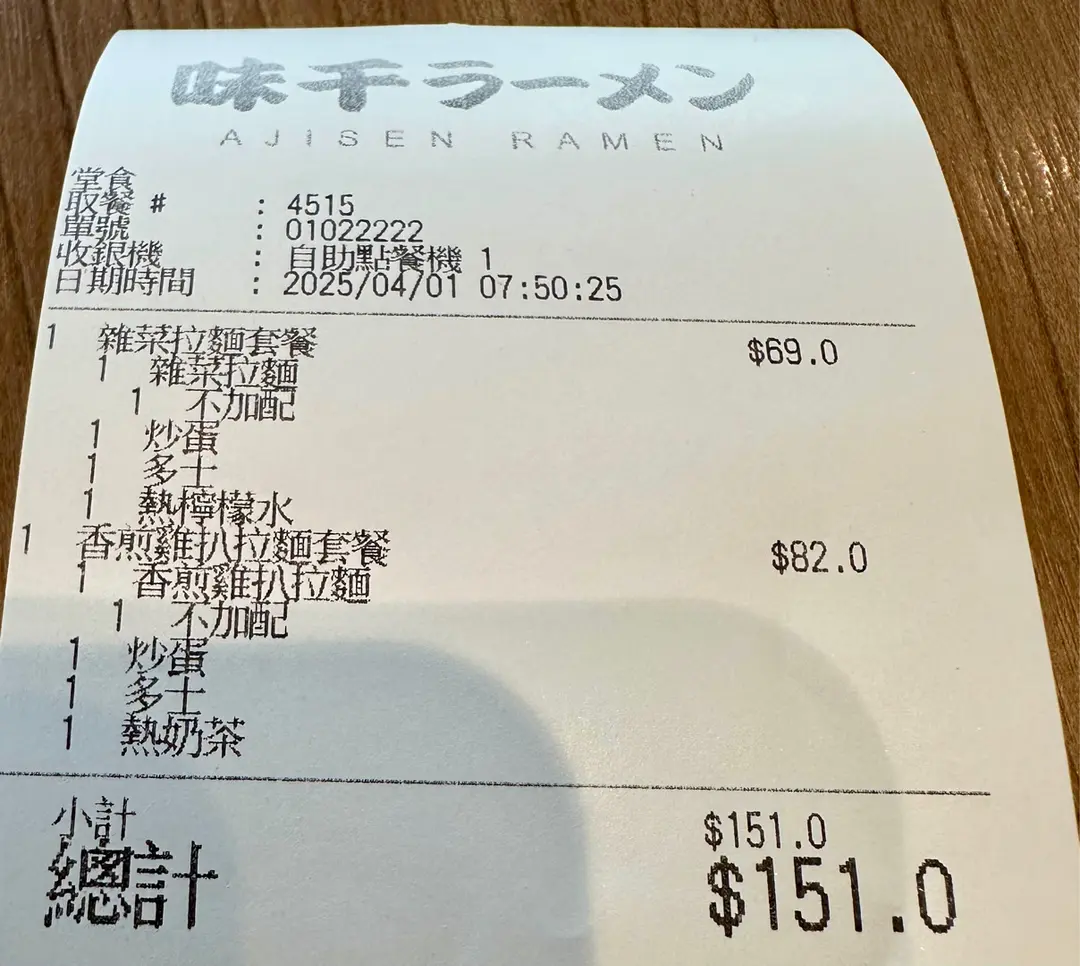 味千ラーメン
AJISEN RAMEN
堂食
取餐 # : 4515
單號 : 01022222
收銀機 : 自助點餐機 1
日期時間 : 2025/04/01 07:50:25
1 雜菜拉麵套餐 $69.0
1 雜菜拉麵
1 不加配
1 炒蛋
1 多士
1 熱檸檬水
1 香煎雞扒拉麵套餐 $82.0
1 香煎雞扒拉麵
1 不加配
1 炒蛋
1 多士
1 熱奶茶
小計 $151.0
總計 $151.0